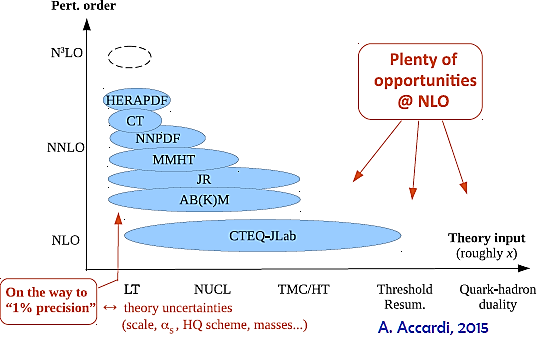 Pert. order
N³LO
Plenty of
opportunities
@ NLO
HERAPDF
CT
NNPDF
NNLO
MMHT
JR
AB(K)M
CTEQ-JLab
NLO
Theory input
(roughly x)
On the way to
“1% precision”
LT NUCL TMC/HT Threshold Resum. Quark-hadron duality
↔ theory uncertainties
(scale, αs , HQ scheme, masses...)
A. Accardi, 2015